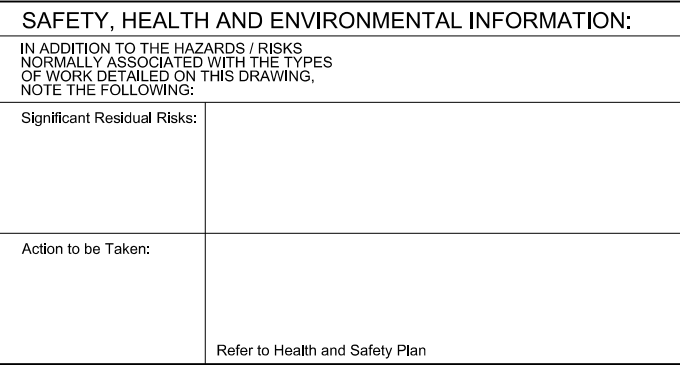 SAFETY, HEALTH AND ENVIRONMENTAL INFORMATION:
IN ADDITION TO THE HAZARDS / RISKS
NORMALLY ASSOCIATED WITH THE TYPES
OF WORK DETAILED ON THIS DRAWING,
NOTE THE FOLLOWING:
Significant Residual Risks:
Action to be Taken:
Refer to Health and Safety Plan